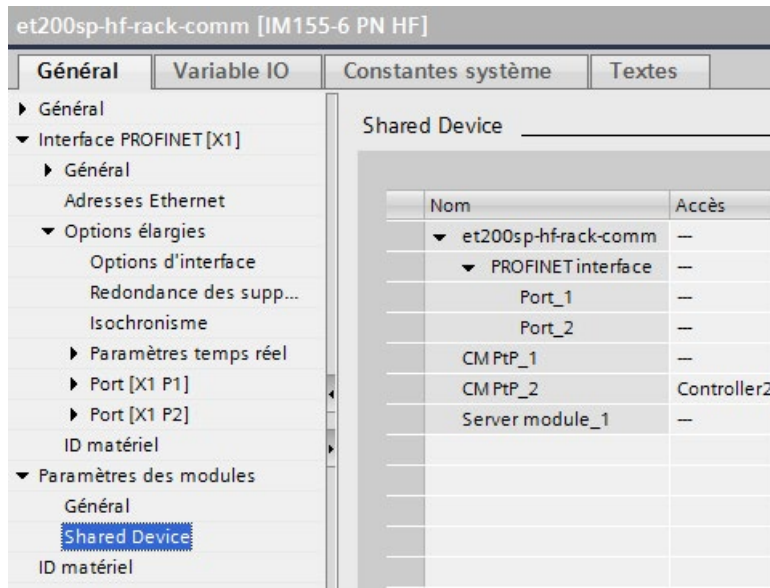 et200sp-hf-rack-comm [IM155-6 PN HF]
Général Variable IO Constantes système Textes
Général
Interface PROFINET [X1]
Général
Adresses Ethernet
Options élargies
Options d'interface
Redondance des supp...
Isochronisme
Paramètres temps réel
Port [X1 P1]
Port [X1 P2]
ID matériel
Paramètres des modules
Général
Shared Device
ID matériel
Shared Device
Nom Accès
et200sp-hf-rack-comm ---
PROFINET interface ---
Port_1 ---
Port_2 ---
CM PtP_1 ---
CM PtP_2 Controller2
Server module_1 ---